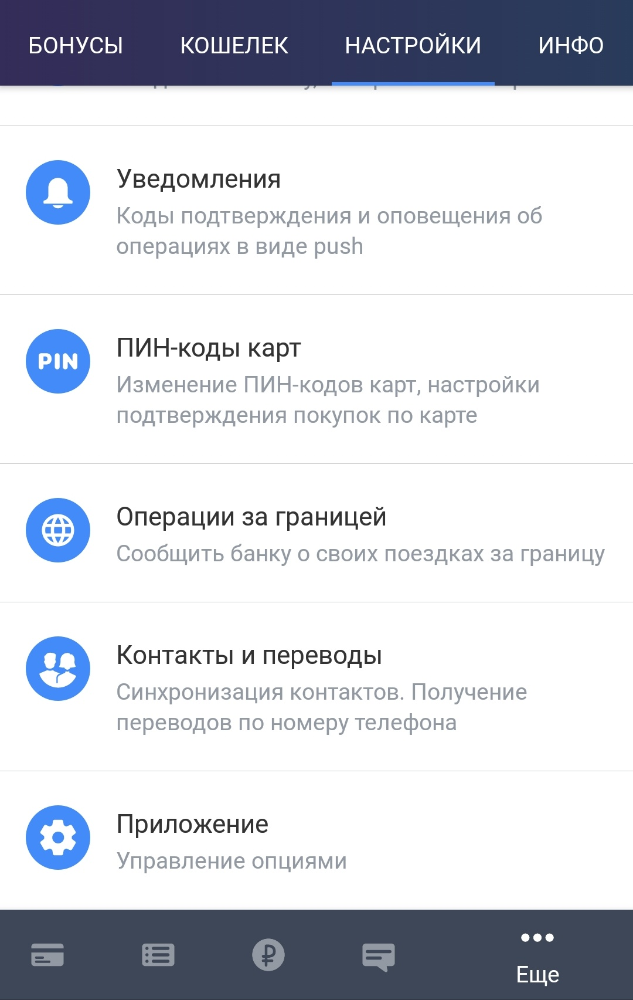 БОНУСЫ КОШЕЛЕК НАСТРОЙКИ ИНФО
Уведомления
Коды подтверждения и оповещения об
операциях в виде push
PIN
ПИН-коды карт
Изменение ПИН-кодов карт, настройки
подтверждения покупок по карте
Операции за границей
Сообщить банку о своих поездках за границу
Контакты и переводы
Синхронизация контактов. Получение
переводов по номеру телефона
Приложение
Управление опциями
Еще